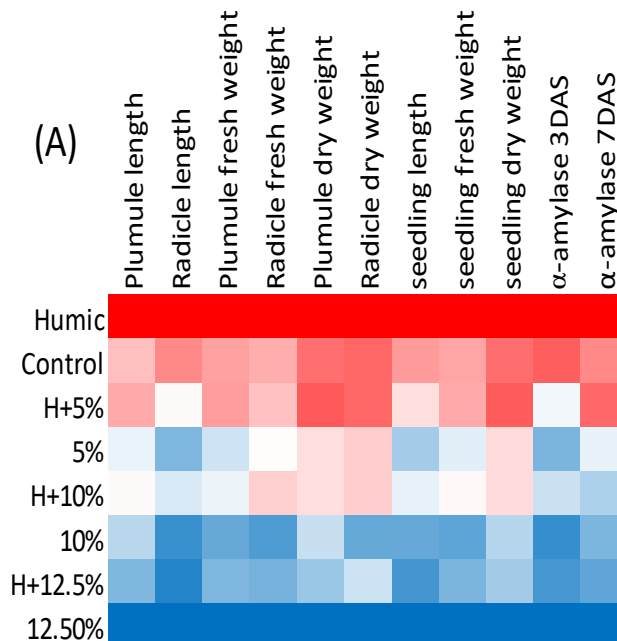 (A)
Plumule length
Radicle length
Plumule fresh weight
Radicle fresh weight
Plumule dry weight
Radicle dry weight
seedling length
seedling fresh weight
seedling dry weight
α-amylase 3DAS
α-amylase 7DAS
Humic
Control
H+5%
5%
H+10%
10%
H+12.5%
12.50%